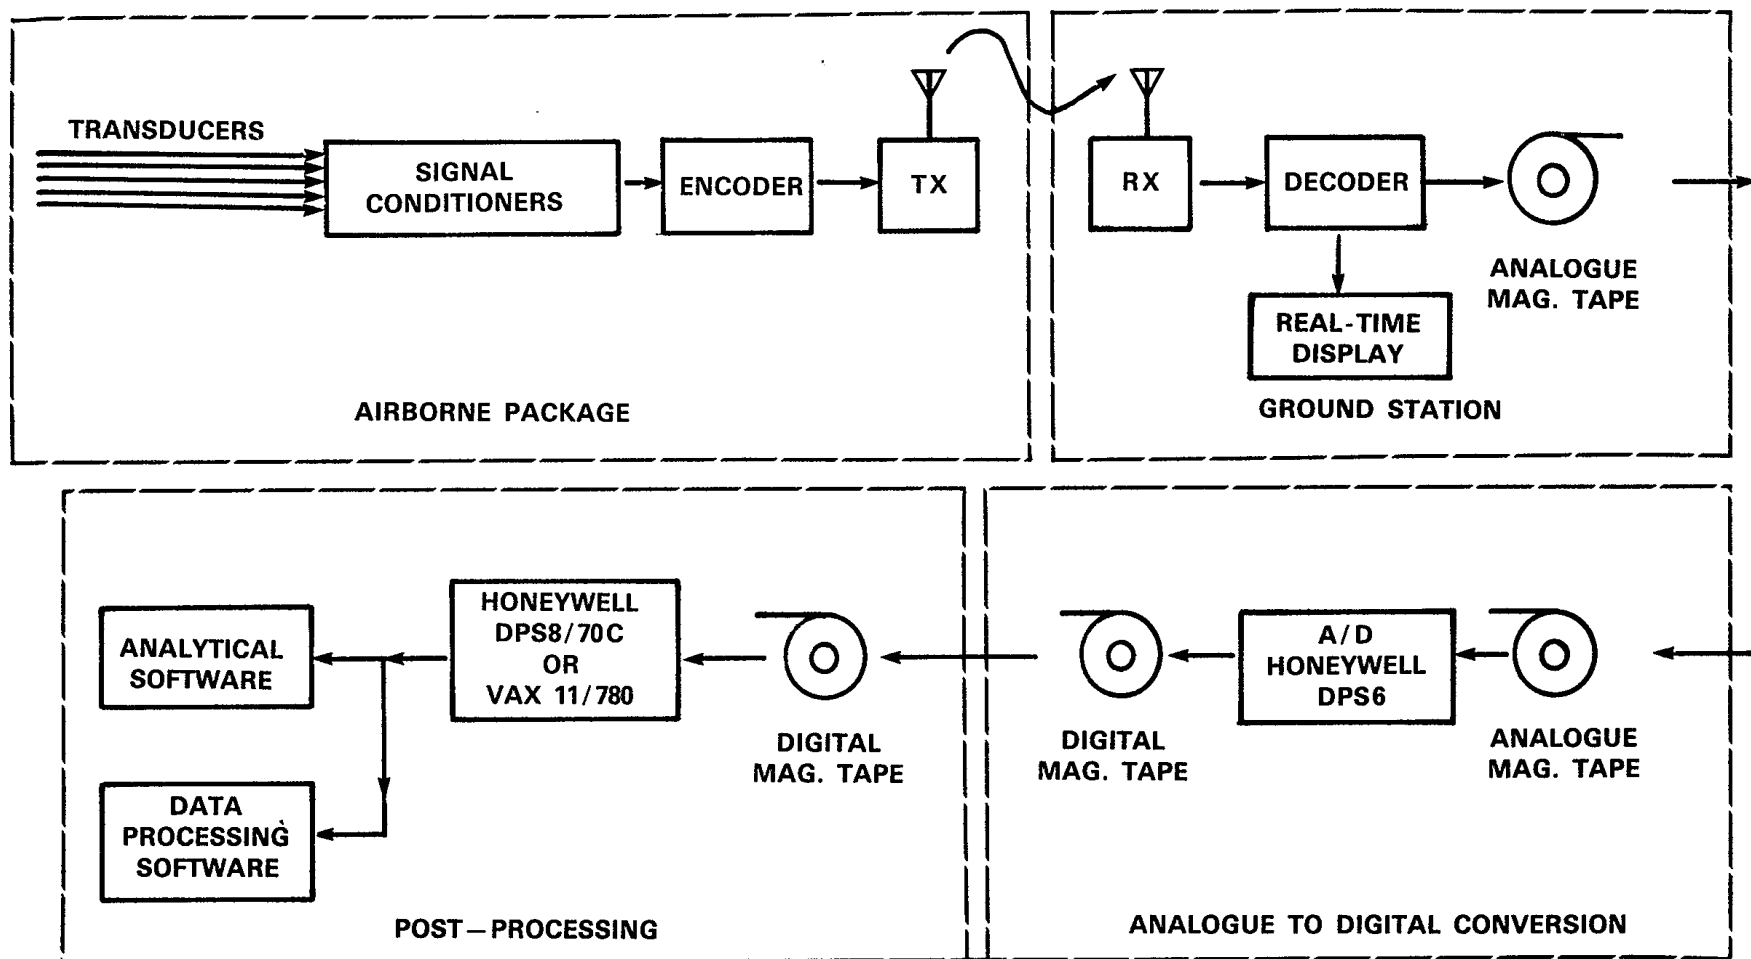 TRANSDUCERS
SIGNAL
CONDITIONERS
ENCODER
TX
AIRBORNE PACKAGE
RX
DECODER
ANALOGUE
MAG. TAPE
REAL-TIME
DISPLAY
GROUND STATION
ANALYTICAL
SOFTWARE
DATA
PROCESSING
SOFTWARE
HONEYWELL
DPS8/70C
OR
VAX 11/780
DIGITAL
MAG. TAPE
POST-PROCESSING
DIGITAL
MAG. TAPE
A/D
HONEYWELL
DPS6
ANALOGUE
MAG. TAPE
ANALOGUE TO DIGITAL CONVERSION